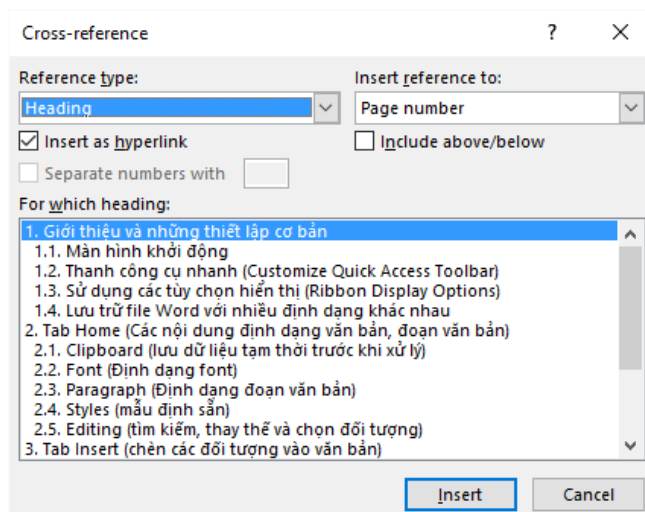 Cross-reference
Reference type:
Insert reference to:
Heading
Page number
Insert as hyperlink
Include above/below
Separate numbers with
For which heading:
1. Giới thiệu và những thiết lập cơ bản
1.1. Màn hình khởi động
1.2. Thanh công cụ nhanh (Customize Quick Access Toolbar)
1.3. Sử dụng các tùy chọn hiển thị (Ribbon Display Options)
1.4. Lưu trữ file Word với nhiều định dạng khác nhau
2. Tab Home (Các nội dung định dạng văn bản, đoạn văn bản)
2.1. Clipboard (lưu dữ liệu tạm thời trước khi xử lý)
2.2. Font (Định dạng font)
2.3. Paragraph (Định dạng đoạn văn bản)
2.4. Styles (mẫu định sẵn)
2.5. Editing (tìm kiếm, thay thế và chọn đối tượng)
3. Tab Insert (chèn các đối tượng vào văn bản)
Insert
Cancel